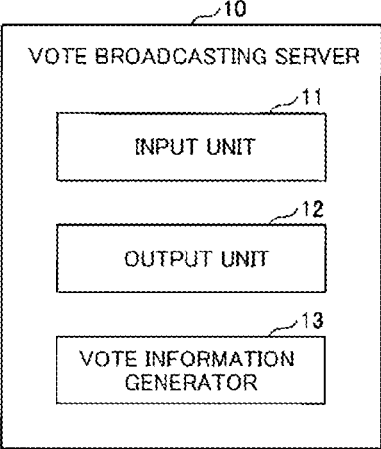 10
VOTE BROADCASTING SERVER
11
INPUT UNIT
12
OUTPUT UNIT
13
VOTE INFORMATION
GENERATOR